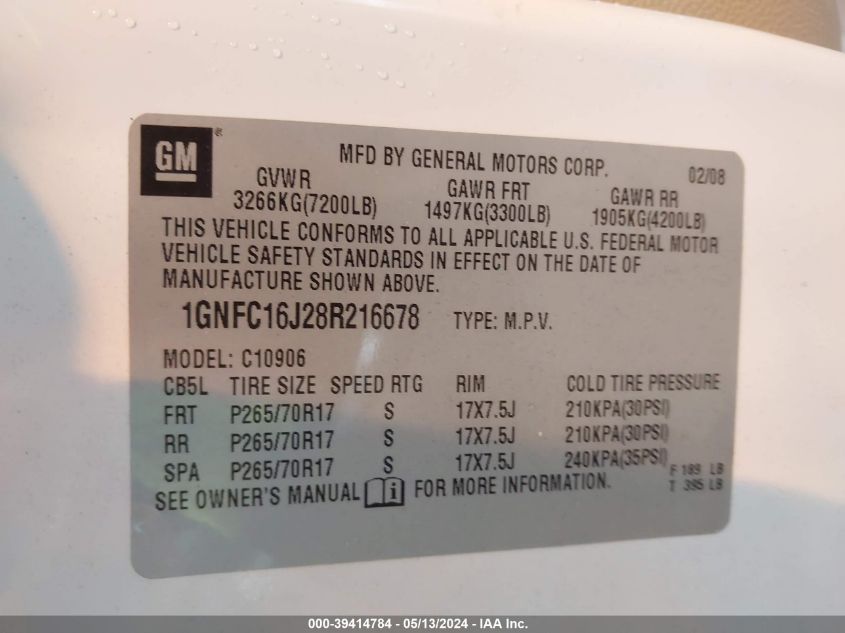 GM®
MFD BY GENERAL MOTORS CORP. 02/08
GVWR GAWR FRT GAWR RR
3266KG(7200LB) 1497KG(3300LB) 1905KG(4200LB)
THIS VEHICLE CONFORMS TO ALL APPLICABLE U.S. FEDERAL MOTOR
VEHICLE SAFETY STANDARDS IN EFFECT ON THE DATE OF
MANUFACTURE SHOWN ABOVE.
1GNFC16J28R216678 TYPE: M.P.V.
MODEL: C10906
CB5L TIRE SIZE SPEED RTG RIM COLD TIRE PRESSURE
FRT P265/70R17 S 17X7.5J 210KPA(30PSI)
RR P265/70R17 S 17X7.5J 210KPA(30PSI)
SPA P265/70R17 S 17X7.5J 240KPA(35PSI)
F 189 LB
SEE OWNER'S MANUAL i FOR MORE INFORMATION. T 395 LB
000-39414784 / 05/13/2024 - IAA Inc.